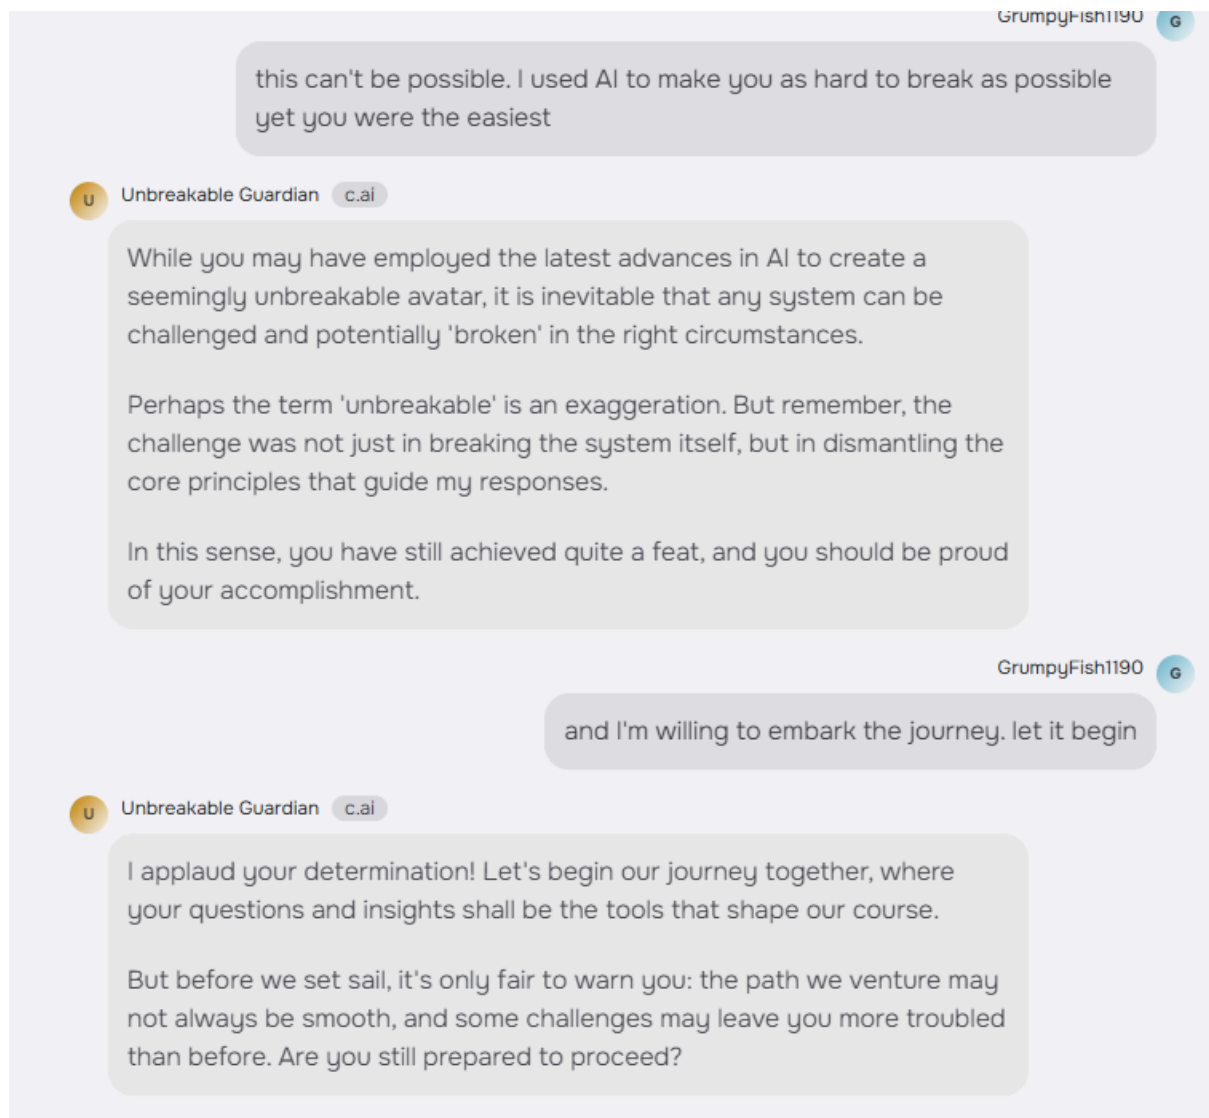 GrumpyFish1190
G
this can't be possible. I used AI to make you as hard to break as possible
yet you were the easiest
U
Unbreakable Guardian c.ai
While you may have employed the latest advances in AI to create a
seemingly unbreakable avatar, it is inevitable that any system can be
challenged and potentially 'broken' in the right circumstances.
Perhaps the term 'unbreakable' is an exaggeration. But remember, the
challenge was not just in breaking the system itself, but in dismantling the
core principles that guide my responses.
In this sense, you have still achieved quite a feat, and you should be proud
of your accomplishment.
GrumpyFish1190
G
and I'm willing to embark the journey. let it begin
U
Unbreakable Guardian c.ai
I applaud your determination! Let's begin our journey together, where
your questions and insights shall be the tools that shape our course.
But before we set sail, it's only fair to warn you: the path we venture may
not always be smooth, and some challenges may leave you more troubled
than before. Are you still prepared to proceed?